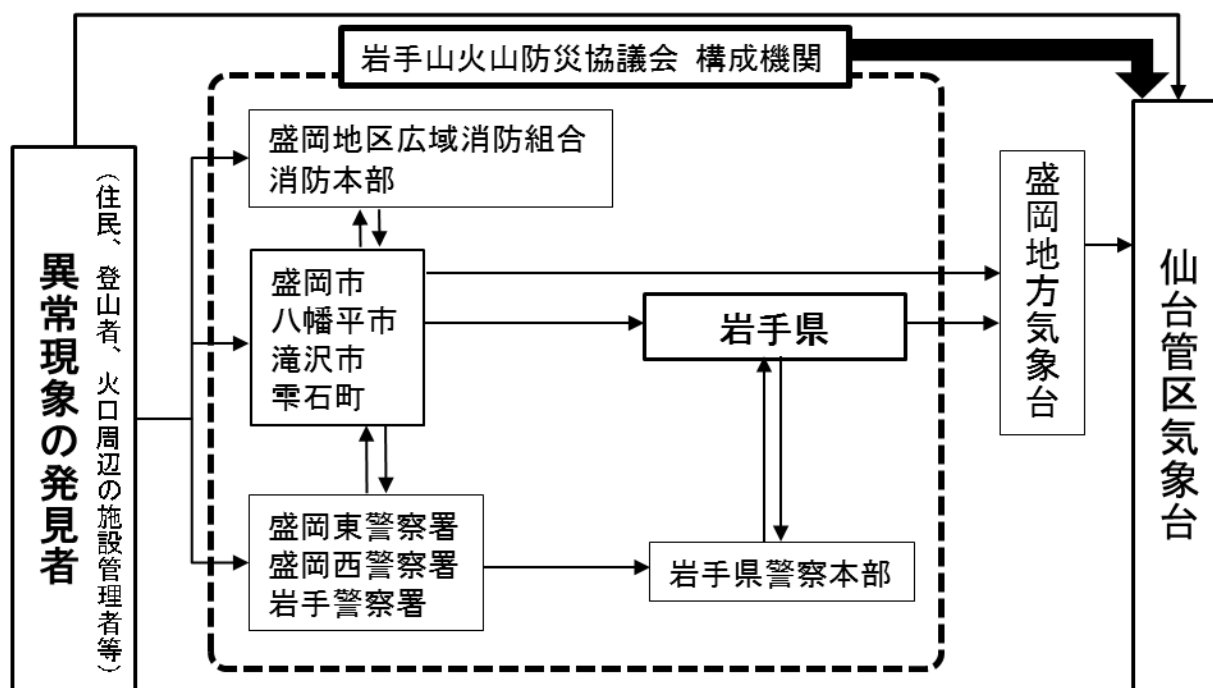 岩手山火山防災協議会 構成機関
異常現象の発見者
(住民、登山者、火口周辺の施設管理者等)
盛岡地区広域消防組合
消防本部
盛岡市
八幡平市
滝沢市
雫石町
盛岡東警察署
盛岡西警察署
岩手警察署
岩手県
岩手県警察本部
盛岡地方気象台
仙台管区気象台